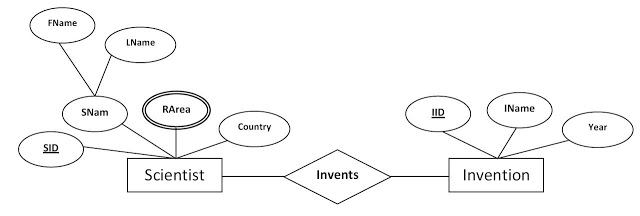 FName
LName
SNam
RArea
Country
SID
IID
IName
Year
Scientist
Invents
Invention